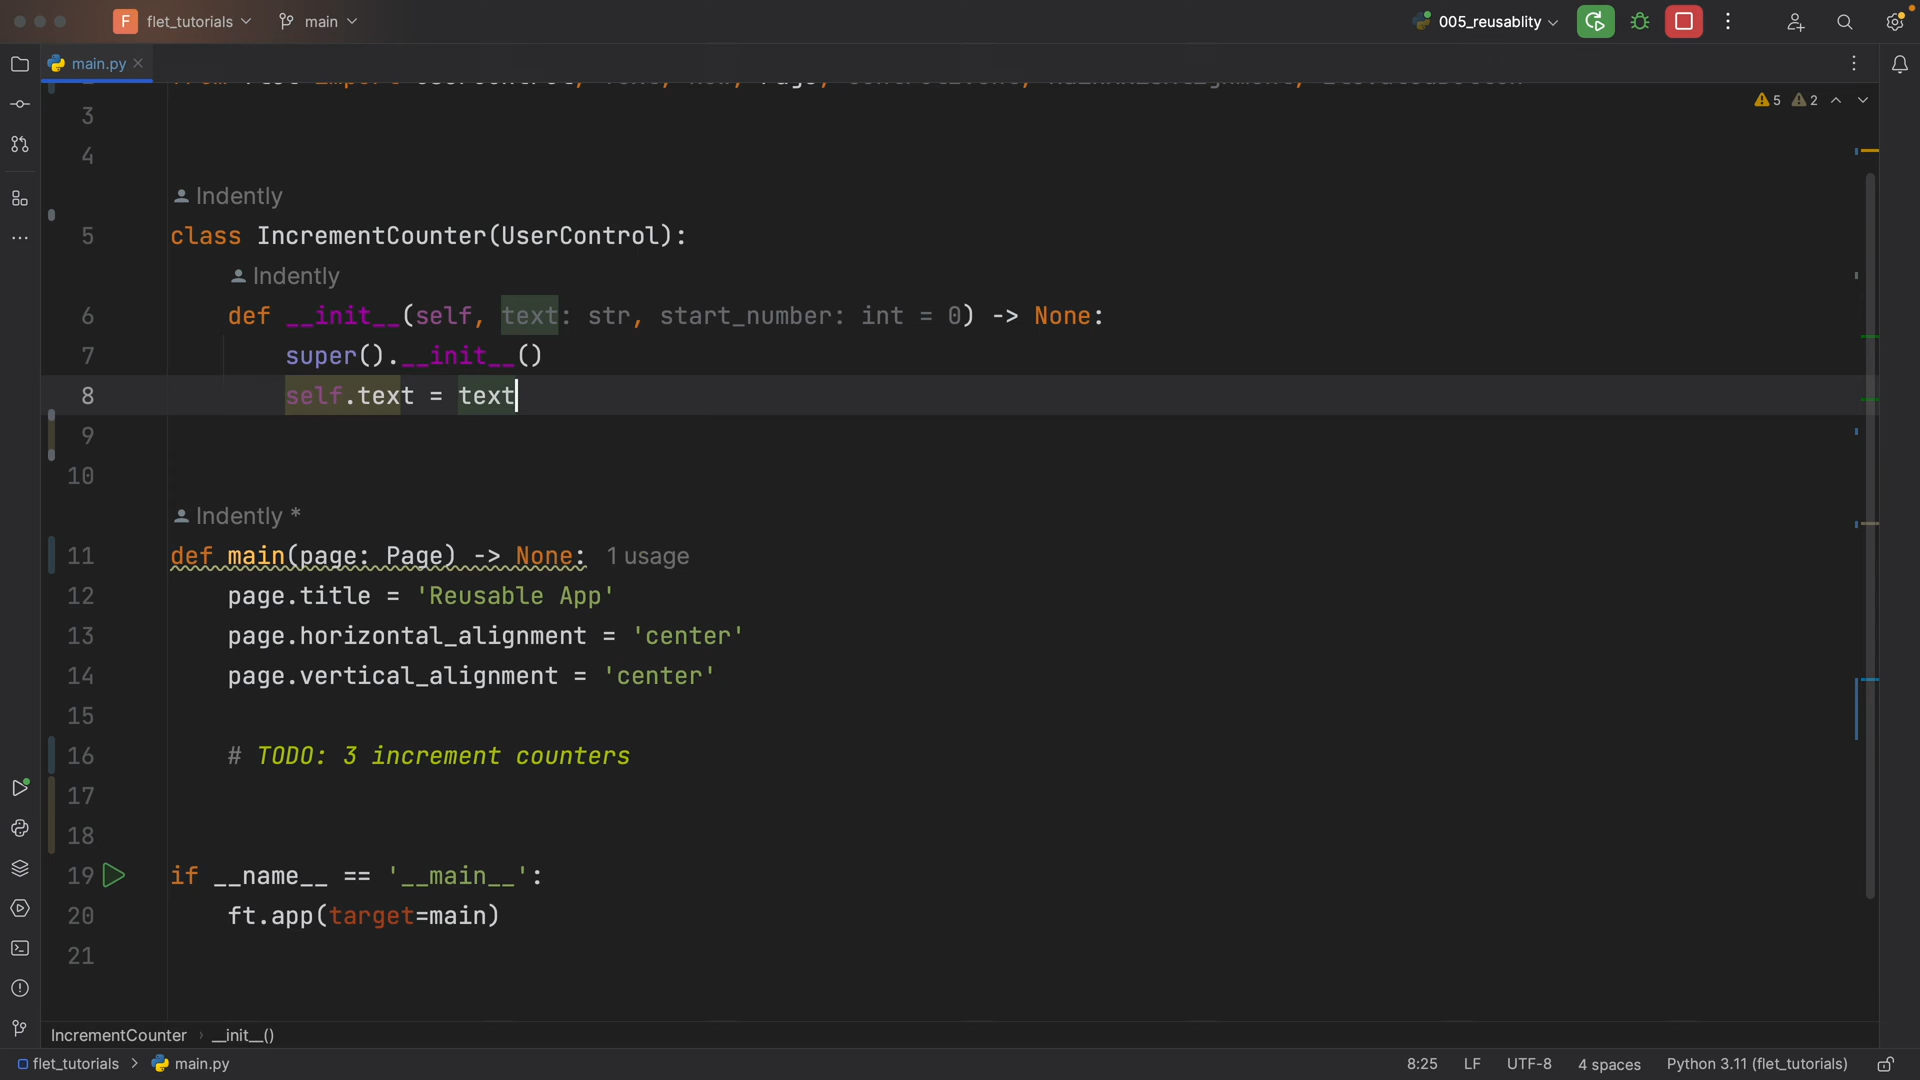 F flet_tutorials main 005_reusablity
main.py
5 2
3
4
Indently
5 class IncrementCounter(UserControl):
Indently
6 def __init__(self, text: str, start_number: int = 0) -> None:
7 super().__init__()
8 self.text = text
9
10
Indently *
11 def main(page: Page) -> None: 1 usage
12 page.title = 'Reusable App'
13 page.horizontal_alignment = 'center'
14 page.vertical_alignment = 'center'
15
16 # TODO: 3 increment counters
17
18
19 if __name__ == '__main__':
20 ft.app(target=main)
21
IncrementCounter › __init__()
flet_tutorials > main.py 8:25 LF UTF-8 4 spaces Python 3.11 (flet_tutorials)